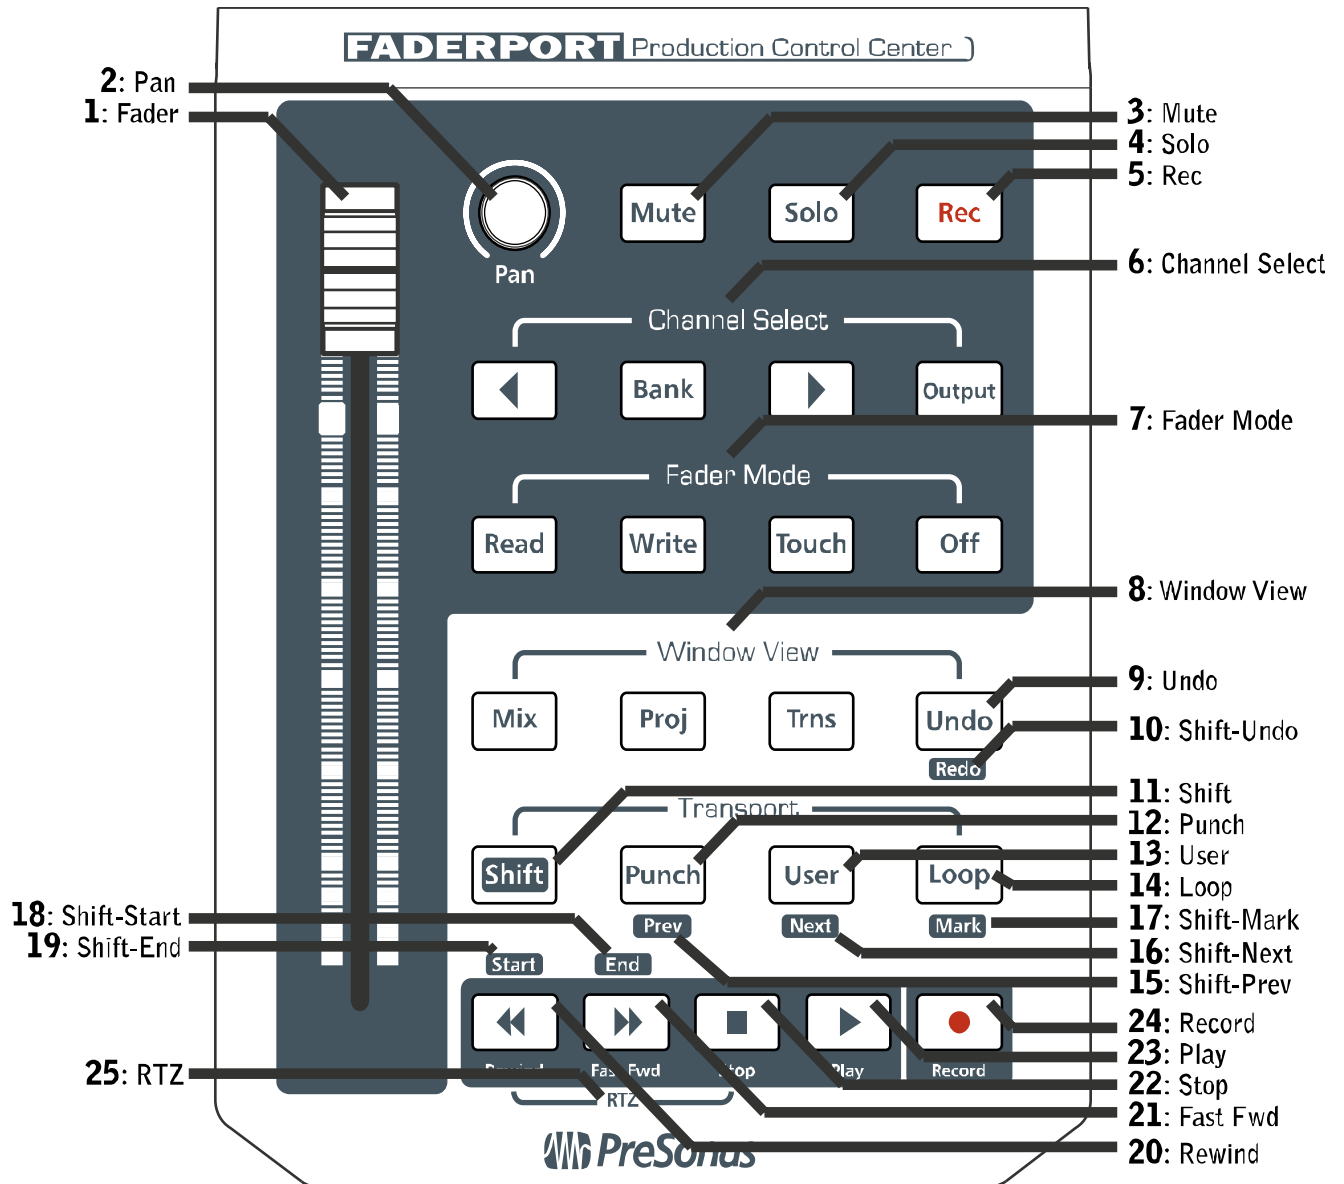 FADERPORT Production Control Center
2: Pan
1: Fader
3: Mute
4: Solo
5: Rec
Mute
Solo
Rec
Pan
6: Channel Select
Channel Select
Bank
Output
7: Fader Mode
Fader Mode
Read
Write
Touch
Off
8: Window View
Window View
9: Undo
Mix
Proj
Trns
Undo
10: Shift-Undo
Redo
11: Shift
Transport
12: Punch
13: User
Shift
Punch
User
Loop
14: Loop
18: Shift-Start
17: Shift-Mark
Prev
Next
Mark
19: Shift-End
16: Shift-Next
Start
End
15: Shift-Prev
24: Record
23: Play
Rewind
Fast Fwd
Stop
Play
Record
25: RTZ
22: Stop
RTZ
21: Fast Fwd
PreSonus
20: Rewind